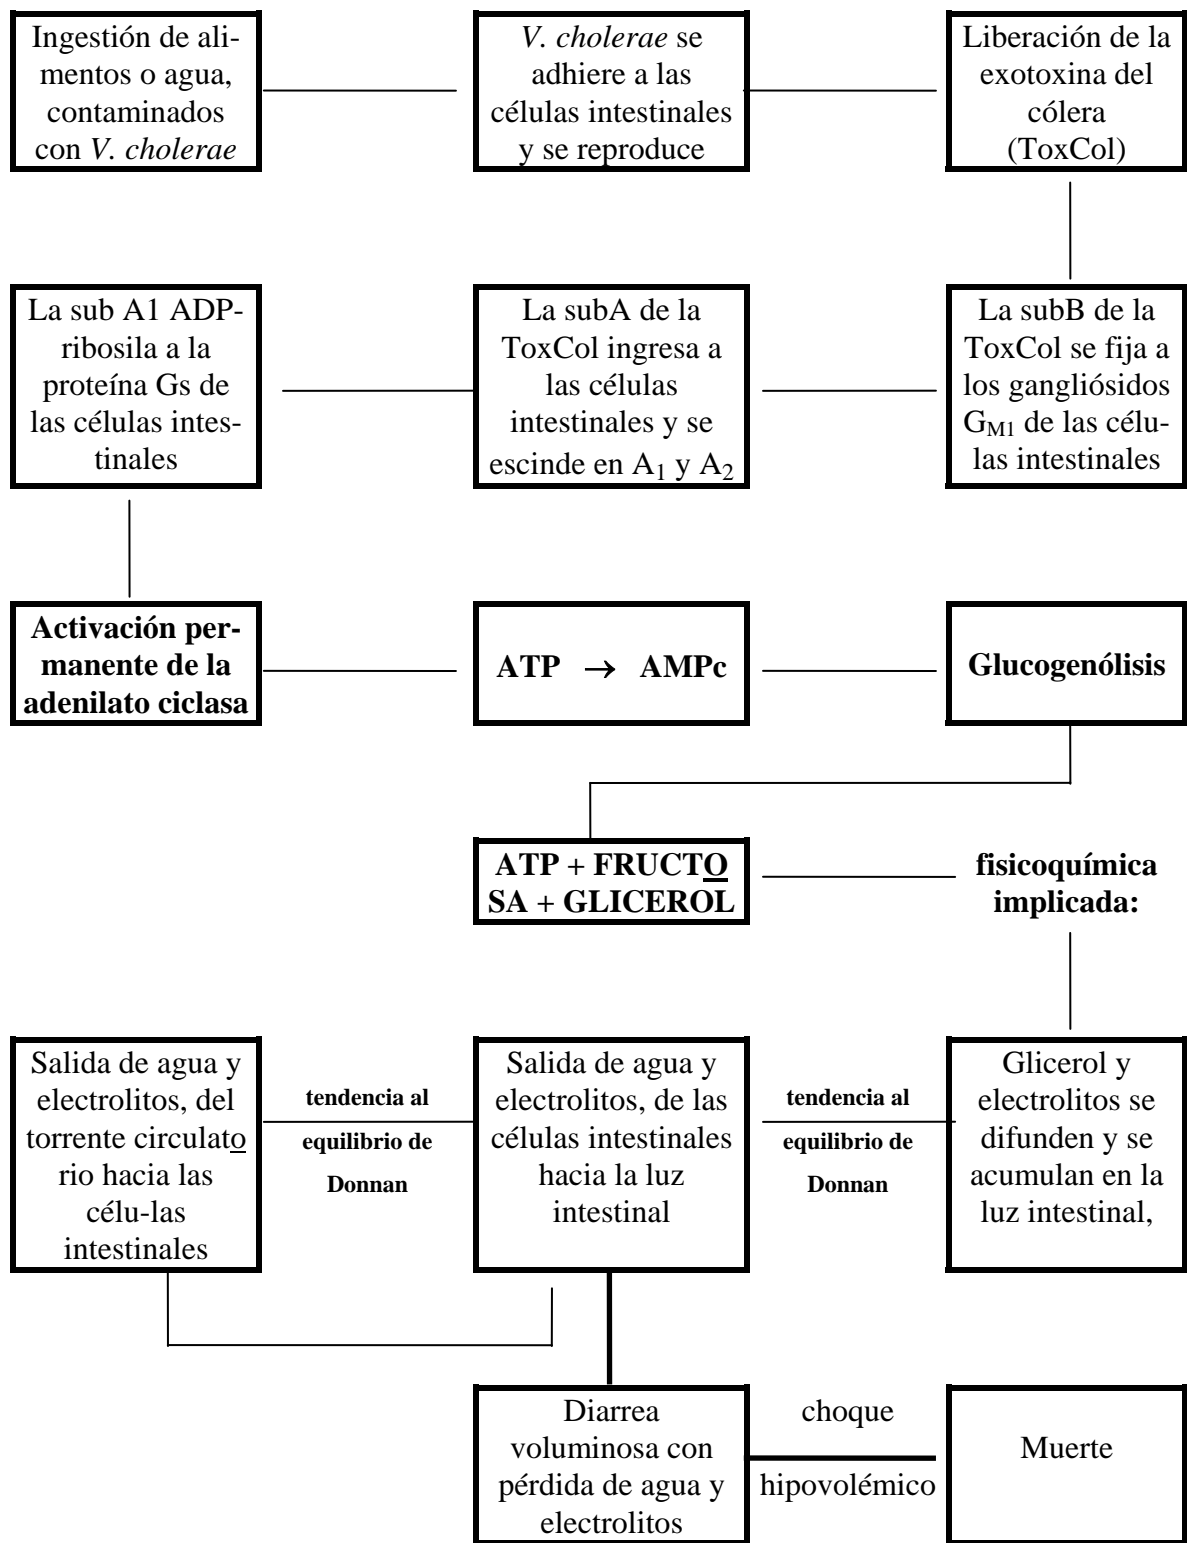 Ingestión de ali-
mentos o agua,
contaminados
con V. cholerae
V. cholerae se
adhiere a las
células intestinales
y se reproduce
Liberación de la
exotoxina del
cólera
(ToxCol)
La subB de la
ToxCol se fija a
los gangliósidos
GM1 de las célu-
las intestinales
La subA de la
ToxCol ingresa a
las células
intestinales y se
escinde en A1 y A2
La sub A1 ADP-
ribosila a la
proteína Gs de
las células intes-
tinales
Activación per-
manente de la
adenilato ciclasa
ATP → AMPc
Glucogenólisis
ATP + FRUCTO
SA + GLICEROL
fisicoquímica
implicada:
Glicerol y
electrolitos se
difunden y se
acumulan en la
luz intestinal,
tendencia al
equilibrio de
Donnan
Salida de agua y
electrolitos, de las
células intestinales
hacia la luz
intestinal
tendencia al
equilibrio de
Donnan
Salida de agua y
electrolitos, del
torrente circulato
rio hacia las
célu-las
intestinales
Diarrea
voluminosa con
pérdida de agua y
electrolitos
choque
hipovolémico
Muerte